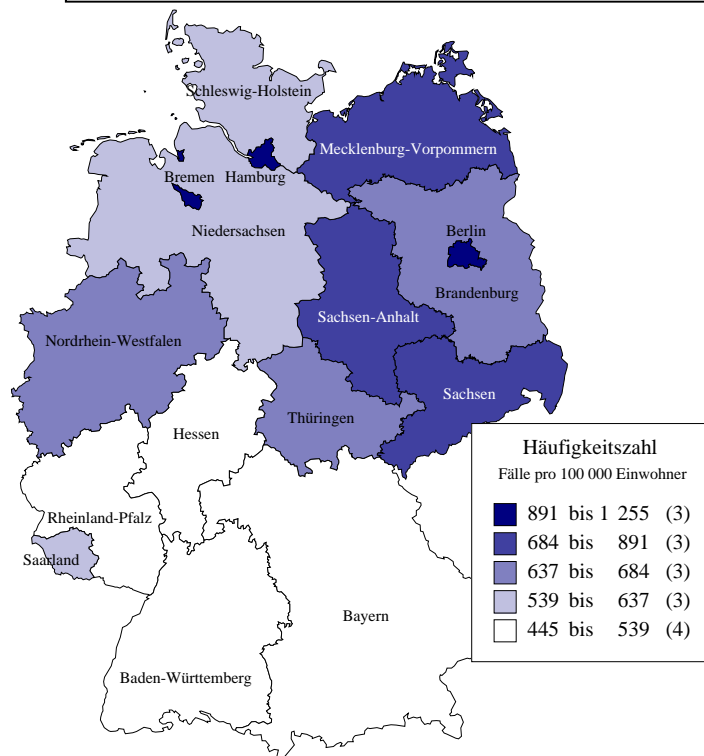 Schleswig-Holstein
Mecklenburg-Vorpommern
Bremen
Hamburg
Niedersachsen
Berlin
Brandenburg
Sachsen-Anhalt
Nordrhein-Westfalen
Sachsen
Thüringen
Hessen
Rheinland-Pfalz
Saarland
Bayern
Baden-Württemberg
Häufigkeitszahl
Fälle pro 100 000 Einwohner
891 bis 1 255 (3)
684 bis 891 (3)
637 bis 684 (3)
539 bis 637 (3)
445 bis 539 (4)